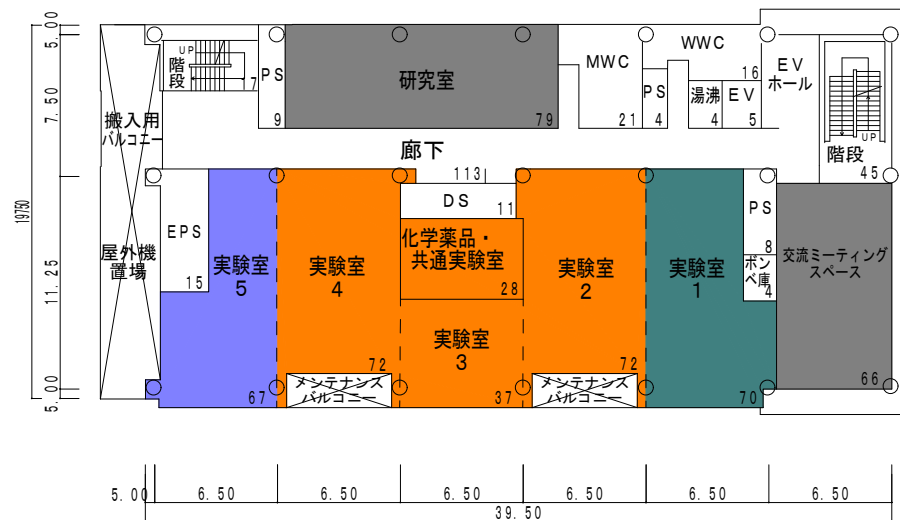 5.00
7.50
19750
11.25
5.00
階段
UP
17
PS
9
研究室
79
MWC
21
WWC
16
PS
4
湯沸
4
EV
5
EV
ホール
UP
階段
45
搬入用
バルコニー
廊下
113
DS
11
EPS
15
屋外機
置場
実験室
5
67
実験室
4
72
化学薬品・
共通実験室
28
実験室
3
37
実験室
2
72
実験室
1
70
PS
8
ボン
ベ庫
4
交流ミーティング
スペース
66
メンテナンス
バルコニー
メンテナンス
バルコニー
5.00
6.50
6.50
6.50
6.50
6.50
6.50
39.50